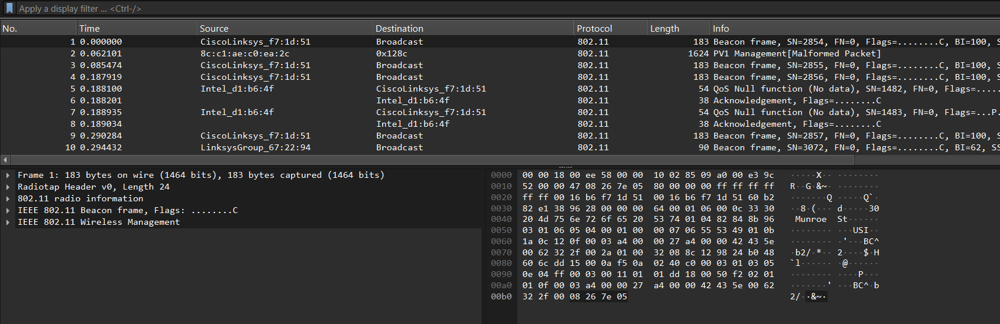 Apply a display filter … <Ctrl-/>
No. Time Source Destination Protocol Length Info
1 0.000000 CiscoLinksys_f7:1d:51 Broadcast 802.11 183 Beacon frame, SN=2854, FN=0, Flags=........C, BI=100, S
2 0.062101 8c:c1:ae:c0:ea:2c 0x128c 802.11 1624 PV1 Management[Malformed Packet]
3 0.085474 CiscoLinksys_f7:1d:51 Broadcast 802.11 183 Beacon frame, SN=2855, FN=0, Flags=........C, BI=100, S
4 0.187919 CiscoLinksys_f7:1d:51 Broadcast 802.11 183 Beacon frame, SN=2856, FN=0, Flags=........C, BI=100, S
5 0.188100 Intel_d1:b6:4f CiscoLinksys_f7:1d:51 802.11 54 QoS Null function (No data), SN=1482, FN=0, Flags=.....
6 0.188201 Intel_d1:b6:4f 802.11 38 Acknowledgement, Flags=........C
7 0.188935 Intel_d1:b6:4f CiscoLinksys_f7:1d:51 802.11 54 QoS Null function (No data), SN=1483, FN=0, Flags=...P.
8 0.189034 Intel_d1:b6:4f 802.11 38 Acknowledgement, Flags=........C
9 0.290284 CiscoLinksys_f7:1d:51 Broadcast 802.11 183 Beacon frame, SN=2857, FN=0, Flags=........C, BI=100, S
10 0.294432 LinksysGroup_67:22:94 Broadcast 802.11 90 Beacon frame, SN=3072, FN=0, Flags=........C, BI=62, SS
Frame 1: 183 bytes on wire (1464 bits), 183 bytes captured (1464 bits)
Radiotap Header v0, Length 24
802.11 radio information
IEEE 802.11 Beacon frame, Flags: ........C
IEEE 802.11 Wireless Management
0000 00 00 18 00 ee 58 00 00 10 02 85 09 a0 00 e3 9c ·····X·· ········
0010 52 00 00 47 08 26 7e 05 80 00 00 00 ff ff ff ff R··G·&~· ········
0020 ff ff 00 16 b6 f7 1d 51 00 16 b6 f7 1d 51 60 b2 ·······Q ·····Q`·
0030 82 e1 38 96 28 00 00 00 64 00 01 06 00 0c 33 30 ··8·(··· d·····30
0040 20 4d 75 6e 72 6f 65 20 53 74 01 04 82 84 8b 96 Munroe St······
0050 03 01 06 05 04 00 01 00 00 07 06 55 53 49 01 0b ········ ···USI··
0060 1a 0c 12 0f 00 03 a4 00 00 27 a4 00 00 42 43 5e ········ ·'···BC^
0070 00 62 32 2f 00 2a 01 00 32 08 8c 12 98 24 b0 48 ·b2/·*·· 2····$·H
0080 60 6c dd 15 00 0a f5 0a 02 40 c0 00 03 01 03 05 `l······ ·@······
0090 0e 04 ff 00 03 00 11 01 01 dd 18 00 50 f2 02 01 ········ ····P···
00a0 01 0f 00 03 a4 00 00 27 a4 00 00 42 43 5e 00 62 ·······' ···BC^·b
00b0 32 2f 00 08 26 7e 05 2/··&~·